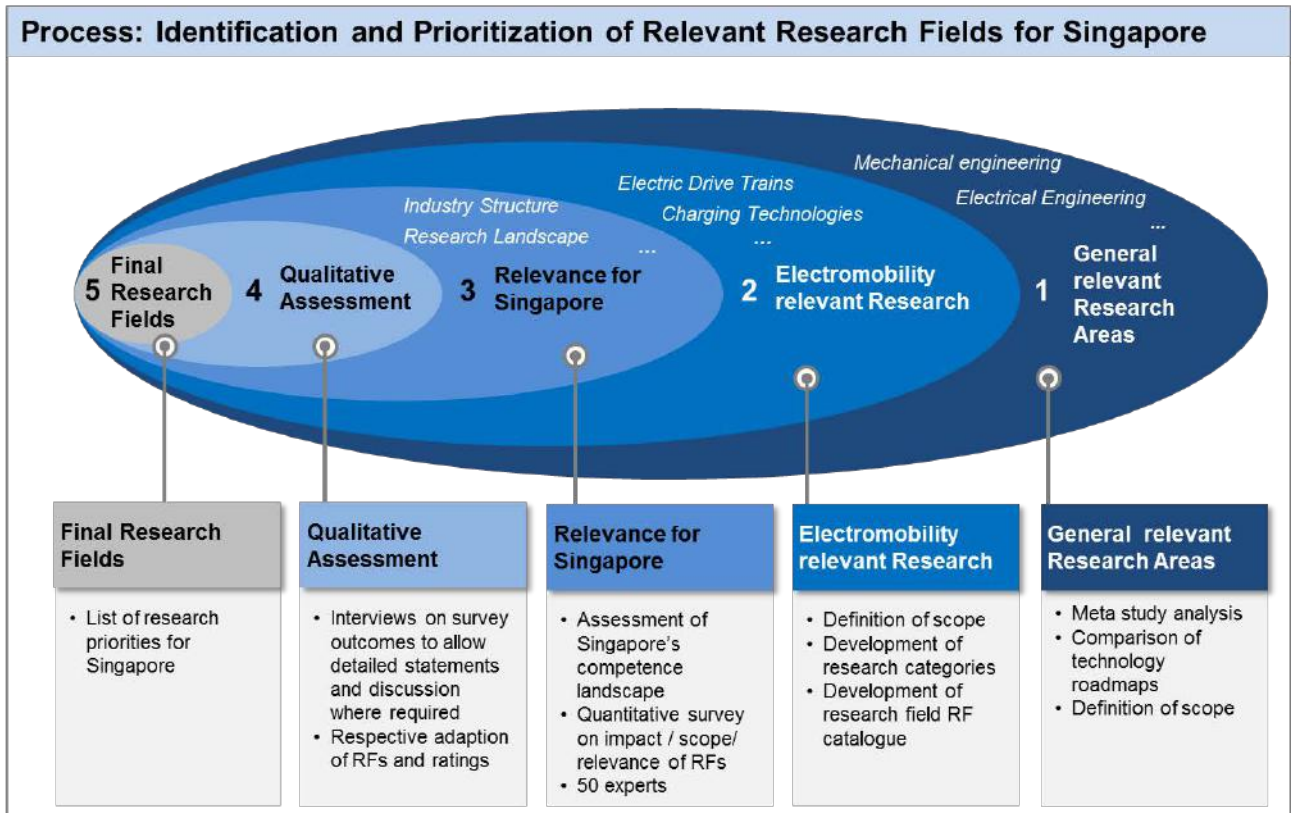 Process: Identification and Prioritization of Relevant Research Fields for Singapore
Mechanical engineering
Electric Drive Trains
Electrical Engineering
Industry Structure
Charging Technologies
...
Research Landscape
...
...
5 Final
Research
Fields
4 Qualitative
Assessment
3 Relevance for
Singapore
2 Electromobility
relevant Research
1 General
relevant
Research
Areas
Final Research
Fields
• List of research
priorities for
Singapore
Qualitative
Assessment
• Interviews on survey
outcomes to allow
detailed statements
and discussion
where required
• Respective adaption
of RFs and ratings
Relevance for
Singapore
• Assessment of
Singapore's
competence
landscape
• Quantitative survey
on impact / scope/
relevance of RFs
• 50 experts
Electromobility
relevant Research
• Definition of scope
• Development of
research categories
• Development of
research field RF
catalogue
General relevant
Research Areas
• Meta study analysis
• Comparison of
technology
roadmaps
• Definition of scope